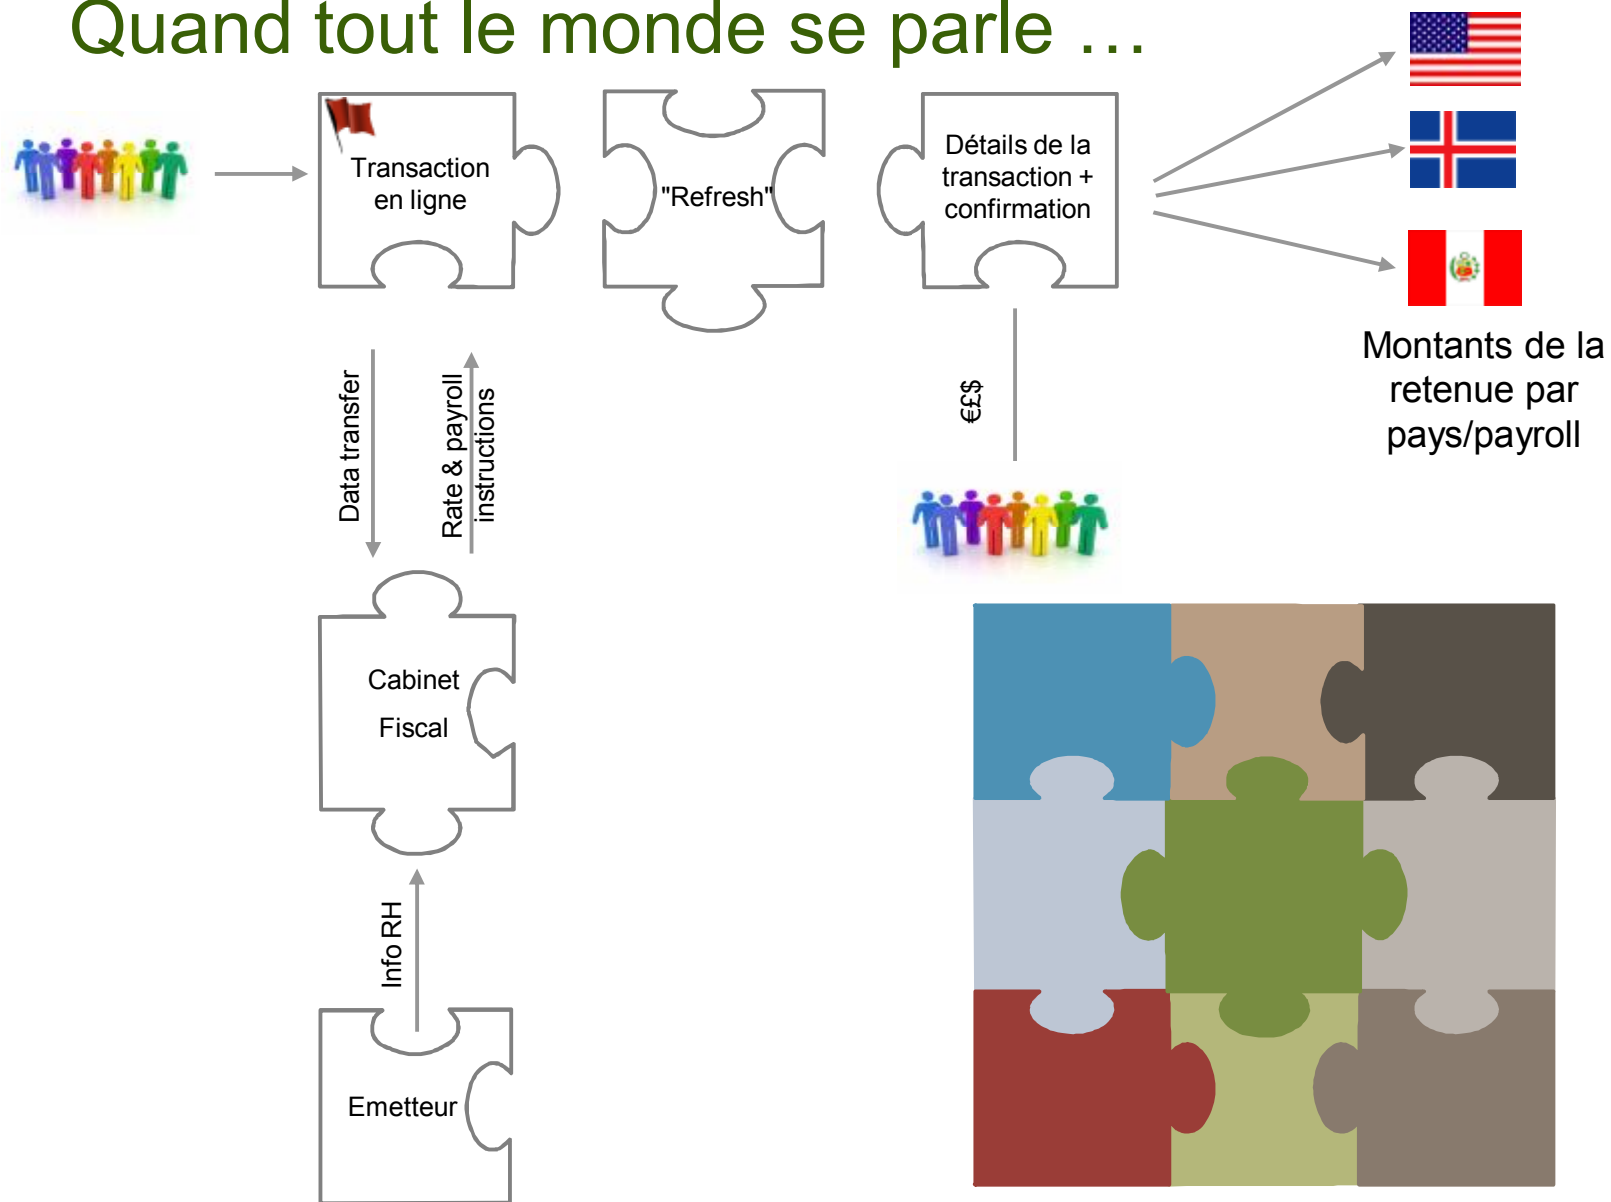 Quand tout le monde se parle ...
Transaction
en ligne
"Refresh"
Détails de la
transaction +
confirmation
Montants de la
retenue par
pays/payroll
Data transfer
Rate & payroll
instructions
€£$
Cabinet
Fiscal
Info RH
Emetteur